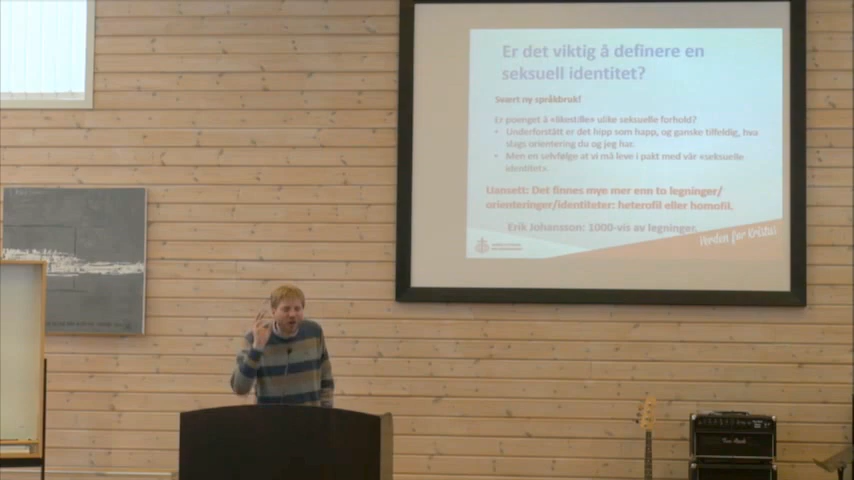 Er det viktig å definere en
seksuell identitet?
Svært ny språkbruk!
Er poenget å «likestille» ulike seksuelle forhold?
• Underforstått er det hipp som happ, og ganske tilfeldig, hva
slags orientering du og jeg har.
• Men en selvfølge at vi må leve i pakt med vår «seksuelle
identitet».
Uansett: Det finnes mye mer enn to legninger/
orienteringer/identiteter: heterofil eller homofil.
Erik Johansson: 1000-vis av legninger.
Verden for Kristus